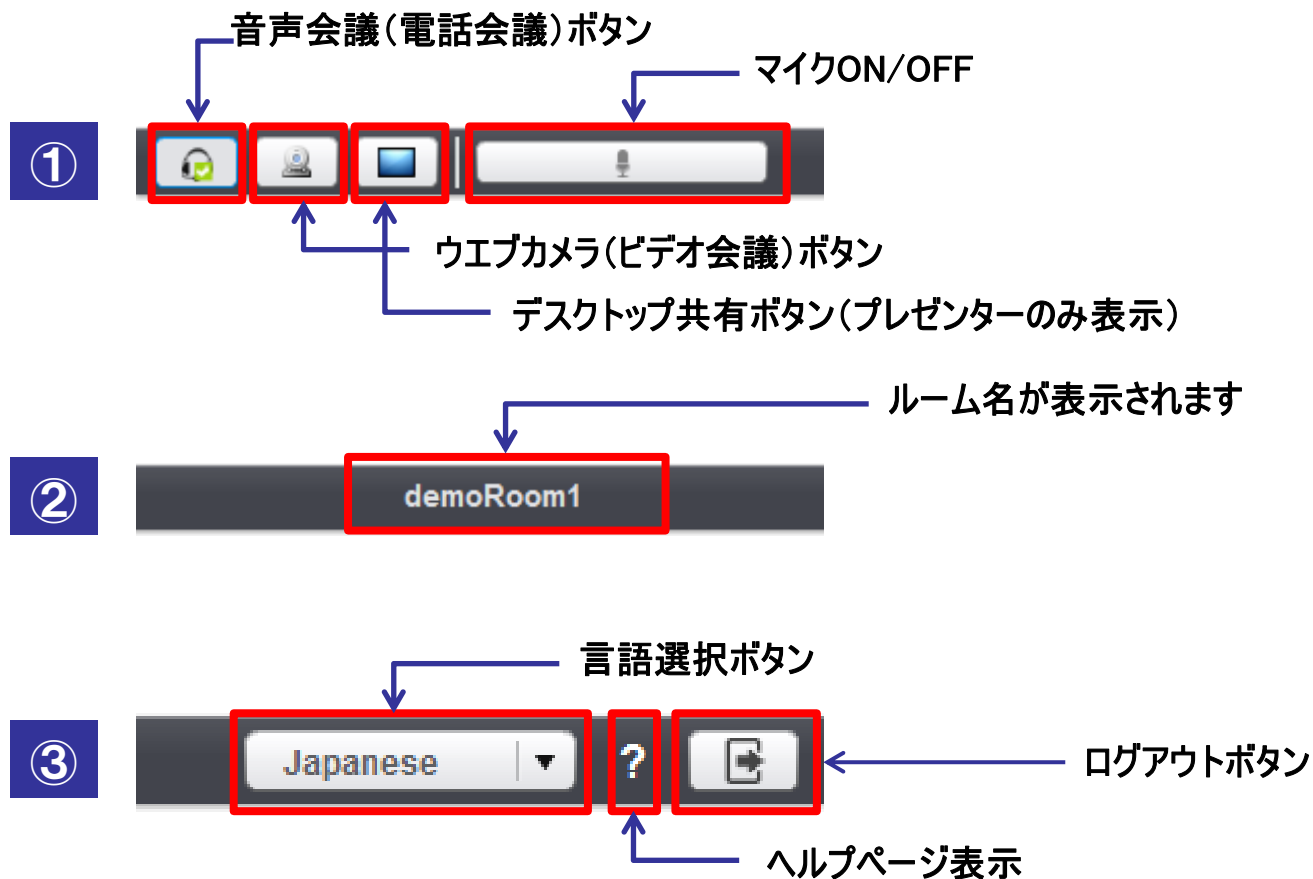 音声会議（電話会議）ボタン
マイクON/OFF
①
ウエブカメラ（ビデオ会議）ボタン
デスクトップ共有ボタン（プレゼンターのみ表示）
ルーム名が表示されます
②
demoRoom1
言語選択ボタン
③
Japanese
?
ログアウトボタン
ヘルプページ表示